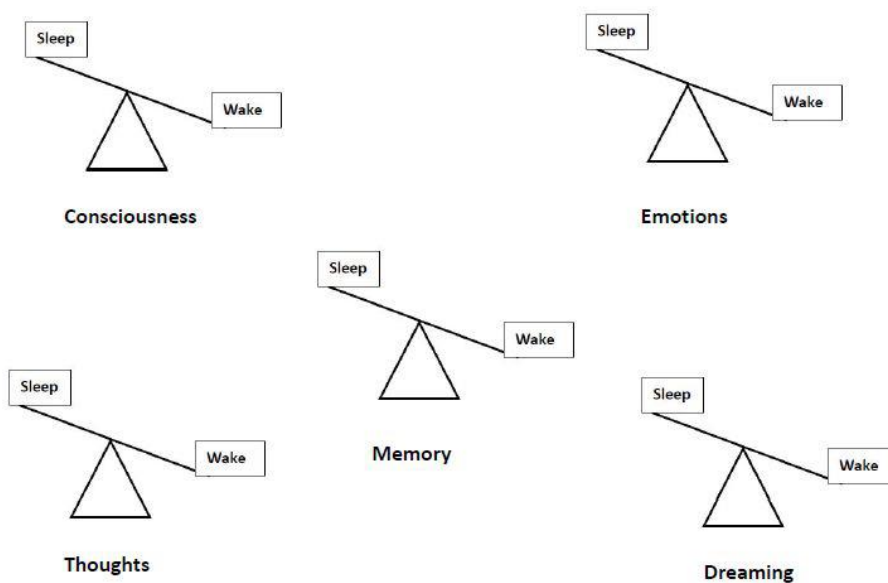 Sleep
Wake
Consciousness
Sleep
Wake
Emotions
Sleep
Wake
Memory
Sleep
Wake
Thoughts
Sleep
Wake
Dreaming